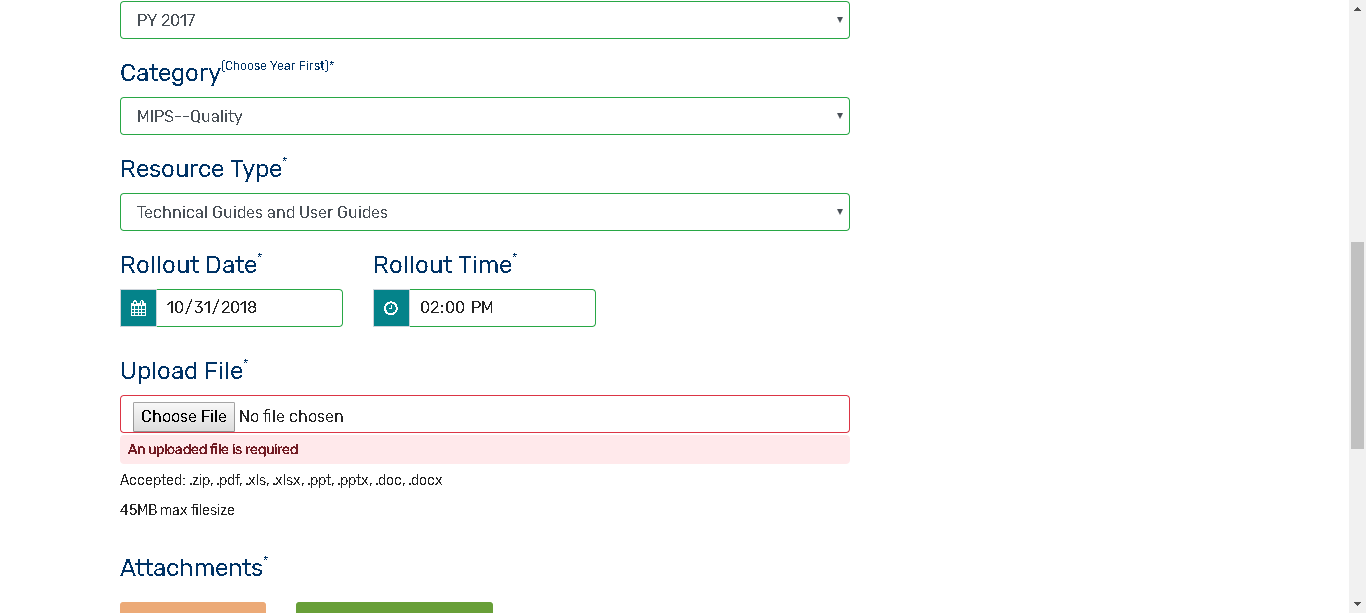 PY 2017
Category(Choose Year First)*
MIPS--Quality
Resource Type*
Technical Guides and User Guides
Rollout Date* Rollout Time*
10/31/2018 02:00 PM
Upload File*
Choose File No file chosen
An uploaded file is required
Accepted: .zip, .pdf, .xls, .xlsx, .ppt, .pptx, .doc, .docx
45MB max filesize
Attachments*